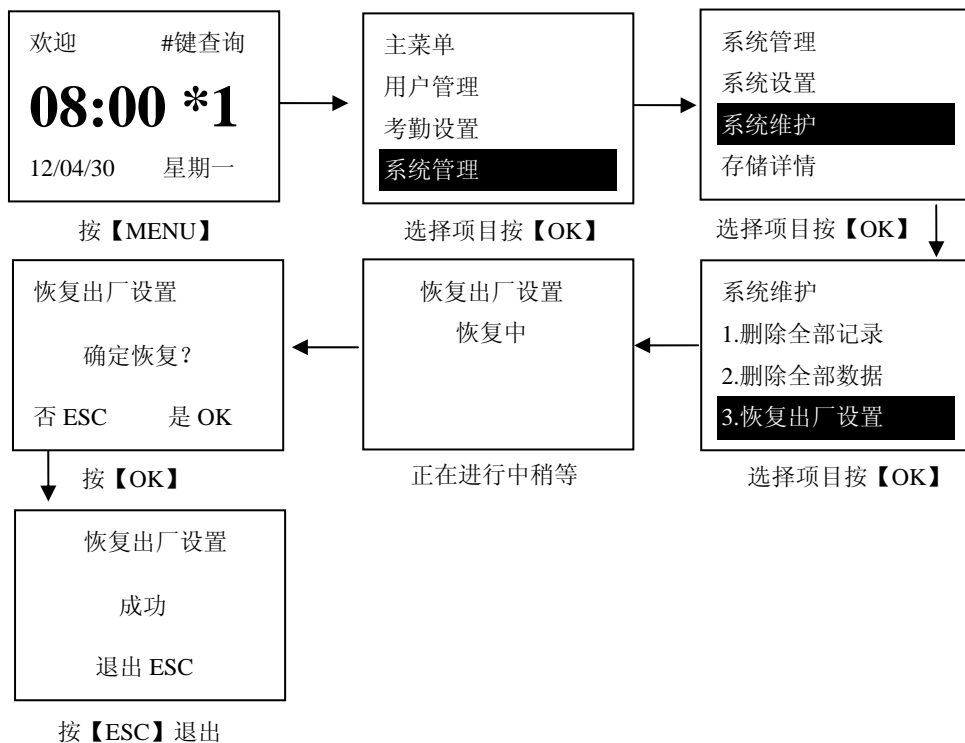 欢迎 #键查询
08:00 *1
12/04/30 星期一
按【MENU】
主菜单
用户管理
考勤设置
系统管理
选择项目按【OK】
系统管理
系统设置
系统维护
存储详情
选择项目按【OK】
系统维护
1.删除全部记录
2.删除全部数据
3.恢复出厂设置
选择项目按【OK】
恢复出厂设置
恢复中
正在进行中稍等
恢复出厂设置
确定恢复？
否 ESC 是 OK
按【OK】
恢复出厂设置
成功
退出 ESC
按【ESC】退出